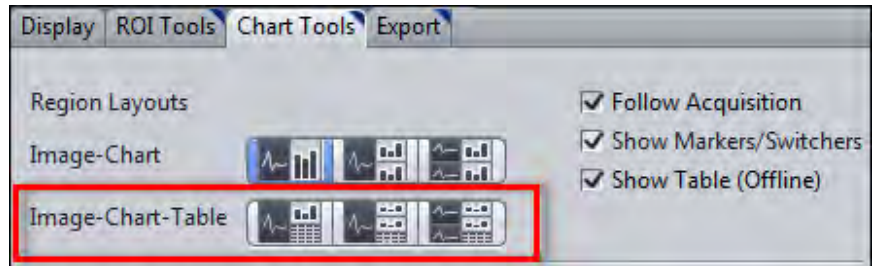 Display ROI Tools Chart Tools Export
Region Layouts
Follow Acquisition
Image-Chart
Show Markers/Switchers
Show Table (Offline)
Image-Chart-Table